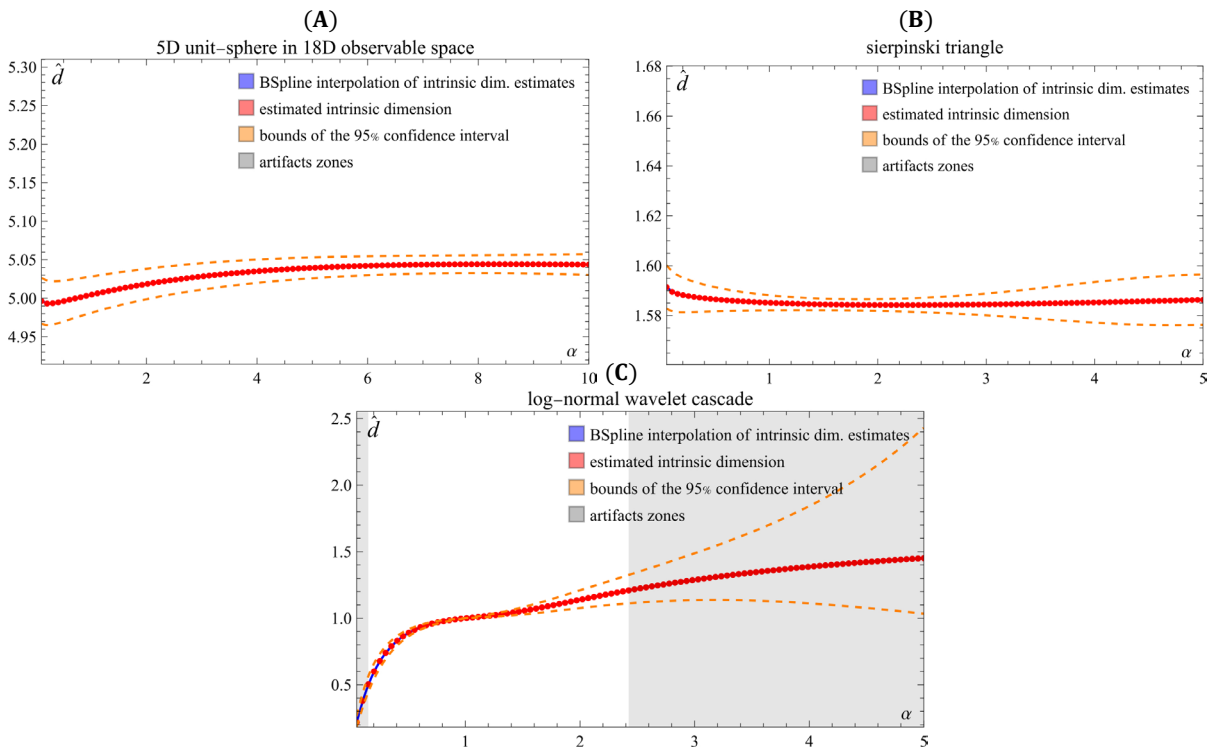 (A)
5D unit-sphere in 18D observable space
d̂
5.30
5.25
5.20
5.15
5.10
5.05
5.00
4.95
BSpline interpolation of intrinsic dim. estimates
estimated intrinsic dimension
bounds of the 95% confidence interval
artifacts zones
α
2
4
6
8
10
(B)
sierpinski triangle
d̂
1.68
1.66
1.64
1.62
1.60
1.58
BSpline interpolation of intrinsic dim. estimates
estimated intrinsic dimension
bounds of the 95% confidence interval
artifacts zones
α
1
2
3
4
5
(C)
log-normal wavelet cascade
d̂
2.5
2.0
1.5
1.0
0.5
BSpline interpolation of intrinsic dim. estimates
estimated intrinsic dimension
bounds of the 95% confidence interval
artifacts zones
α
1
2
3
4
5